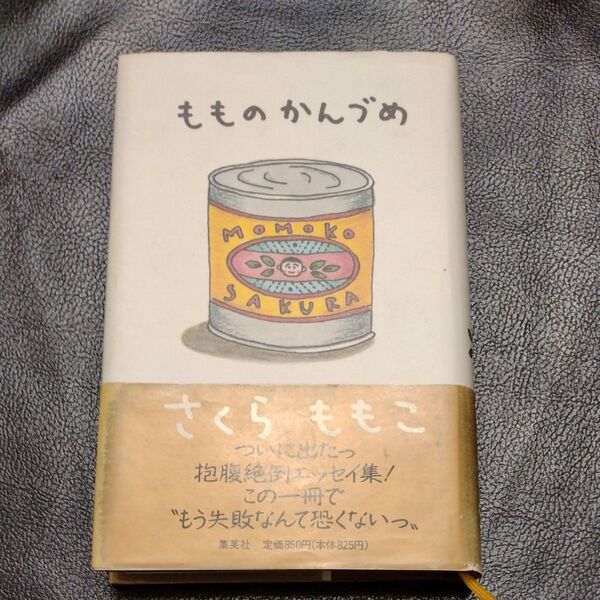 もものかんづめ
MOMOKO
SAKURA
さくらももこ
ついに出たっ
抱腹絶倒エッセイ集!
この一冊で
〝もう失敗なんて恐くないっ〟
集英社 定価850円(本体825円)